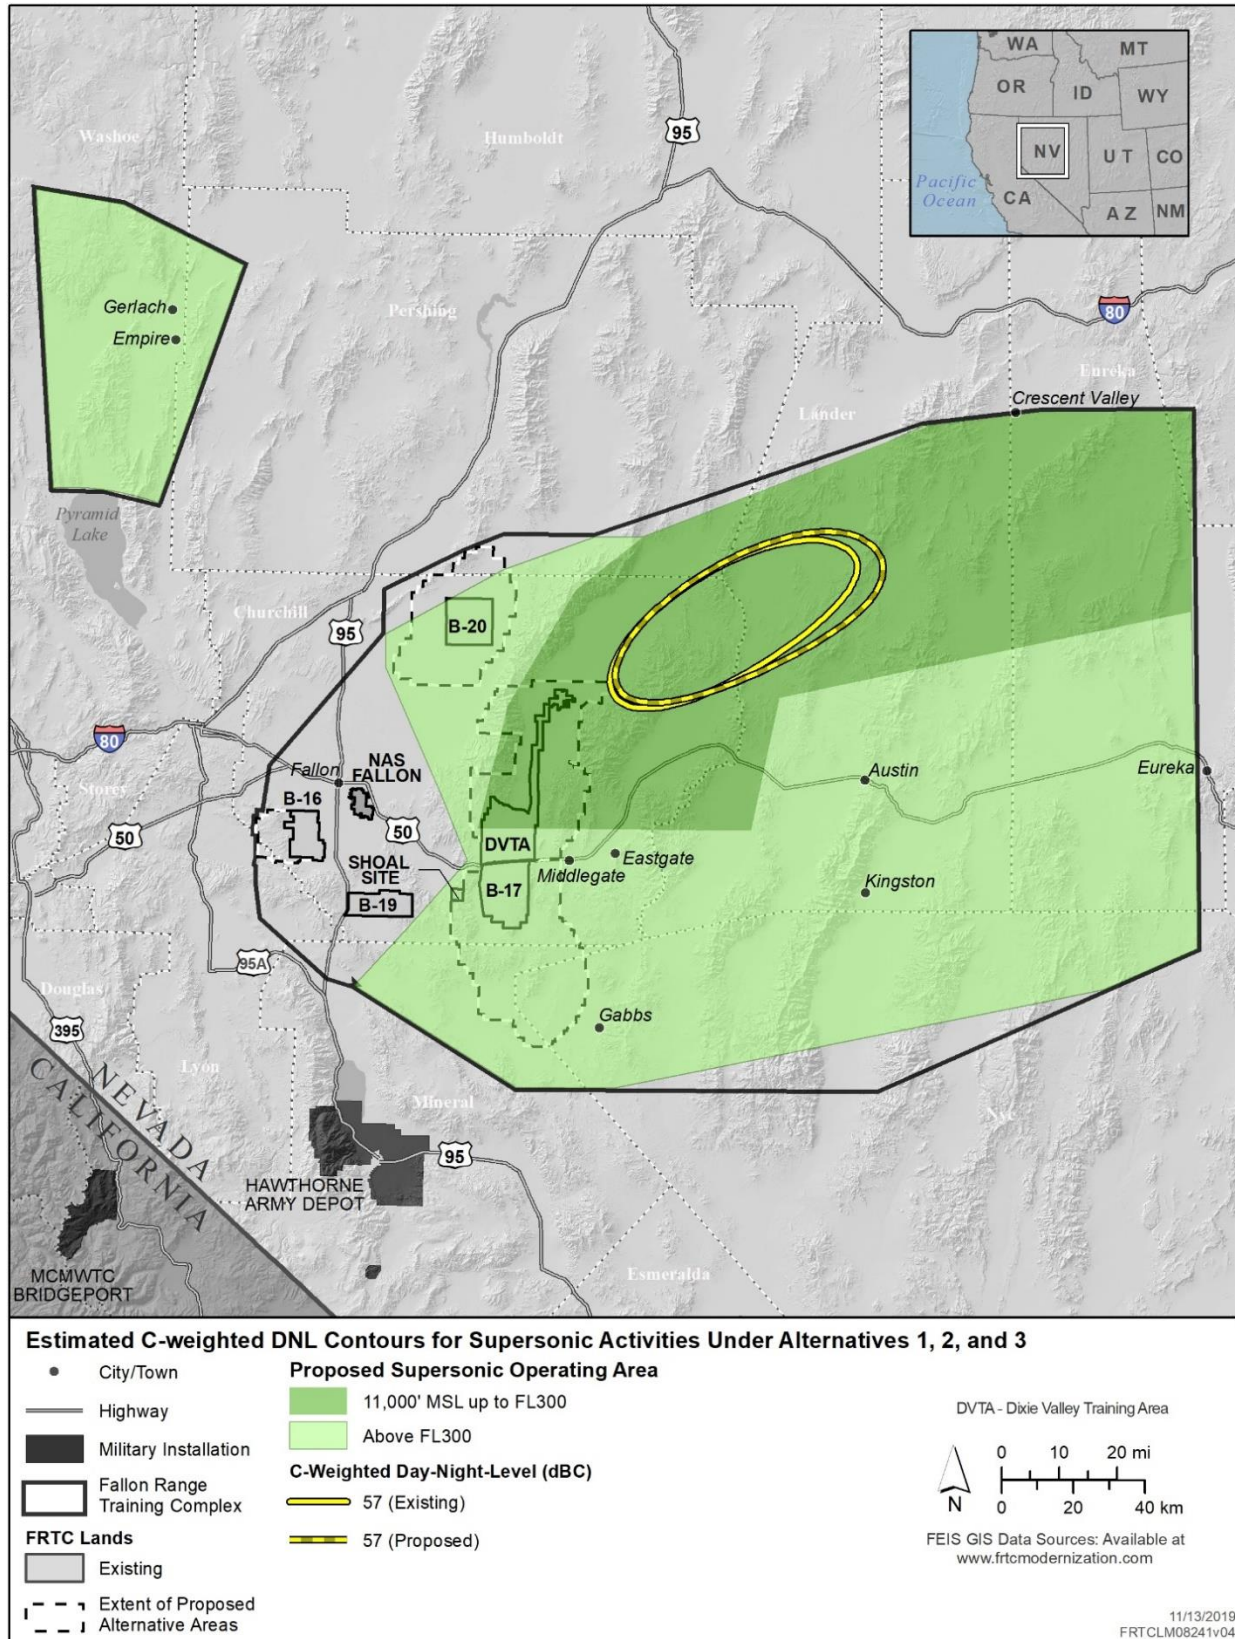 WA
MT
OR
ID
WY
NV
UT
CO
Pacific
Ocean
CA
AZ
NM
Washoe
Humboldt
95
Gerlach
Empire
Pershing
80
Eureka
Crescent Valley
Lander
Pyramid
Lake
Churchill
95
B-20
80
Fallon
NAS
FALLON
Austin
Eureka
Storey
B-16
50
50
DVTA
SHOAL
SITE
Middlegate
Eastgate
B-17
Kingston
B-19
95A
Douglas
395
Gabbs
Lyon
NEVADA
CALIFORNIA
Mineral
Nye
95
HAWTHORNE
ARMY DEPOT
MCMWTC
BRIDGEPORT
Esmeralda
Estimated C-weighted DNL Contours for Supersonic Activities Under Alternatives 1, 2, and 3
City/Town
Highway
Military Installation
Fallon Range
Training Complex
FRTC Lands
Existing
Extent of Proposed
Alternative Areas
Proposed Supersonic Operating Area
11,000' MSL up to FL300
Above FL300
C-Weighted Day-Night-Level (dBC)
57 (Existing)
57 (Proposed)
DVTA - Dixie Valley Training Area
N
0 10 20 mi
0 20 40 km
FEIS GIS Data Sources: Available at
www.frtcmodernization.com
11/13/2019
FRTCLM08241v04